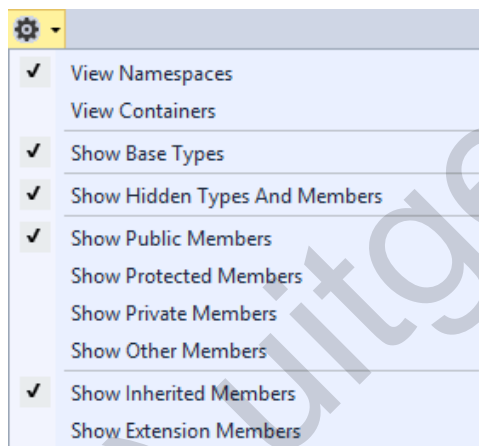 View Namespaces
View Containers
Show Base Types
Show Hidden Types And Members
Show Public Members
Show Protected Members
Show Private Members
Show Other Members
Show Inherited Members
Show Extension Members
uitge